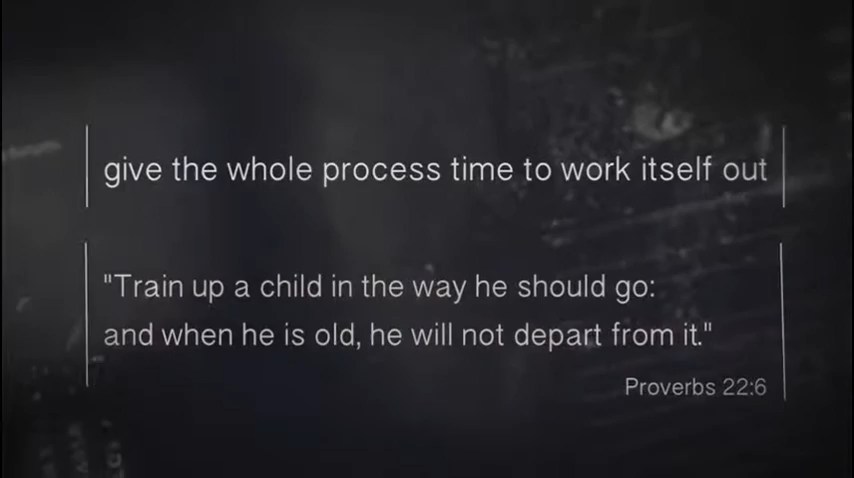 give the whole process time to work itself out
"Train up a child in the way he should go:
and when he is old, he will not depart from it."
Proverbs 22:6